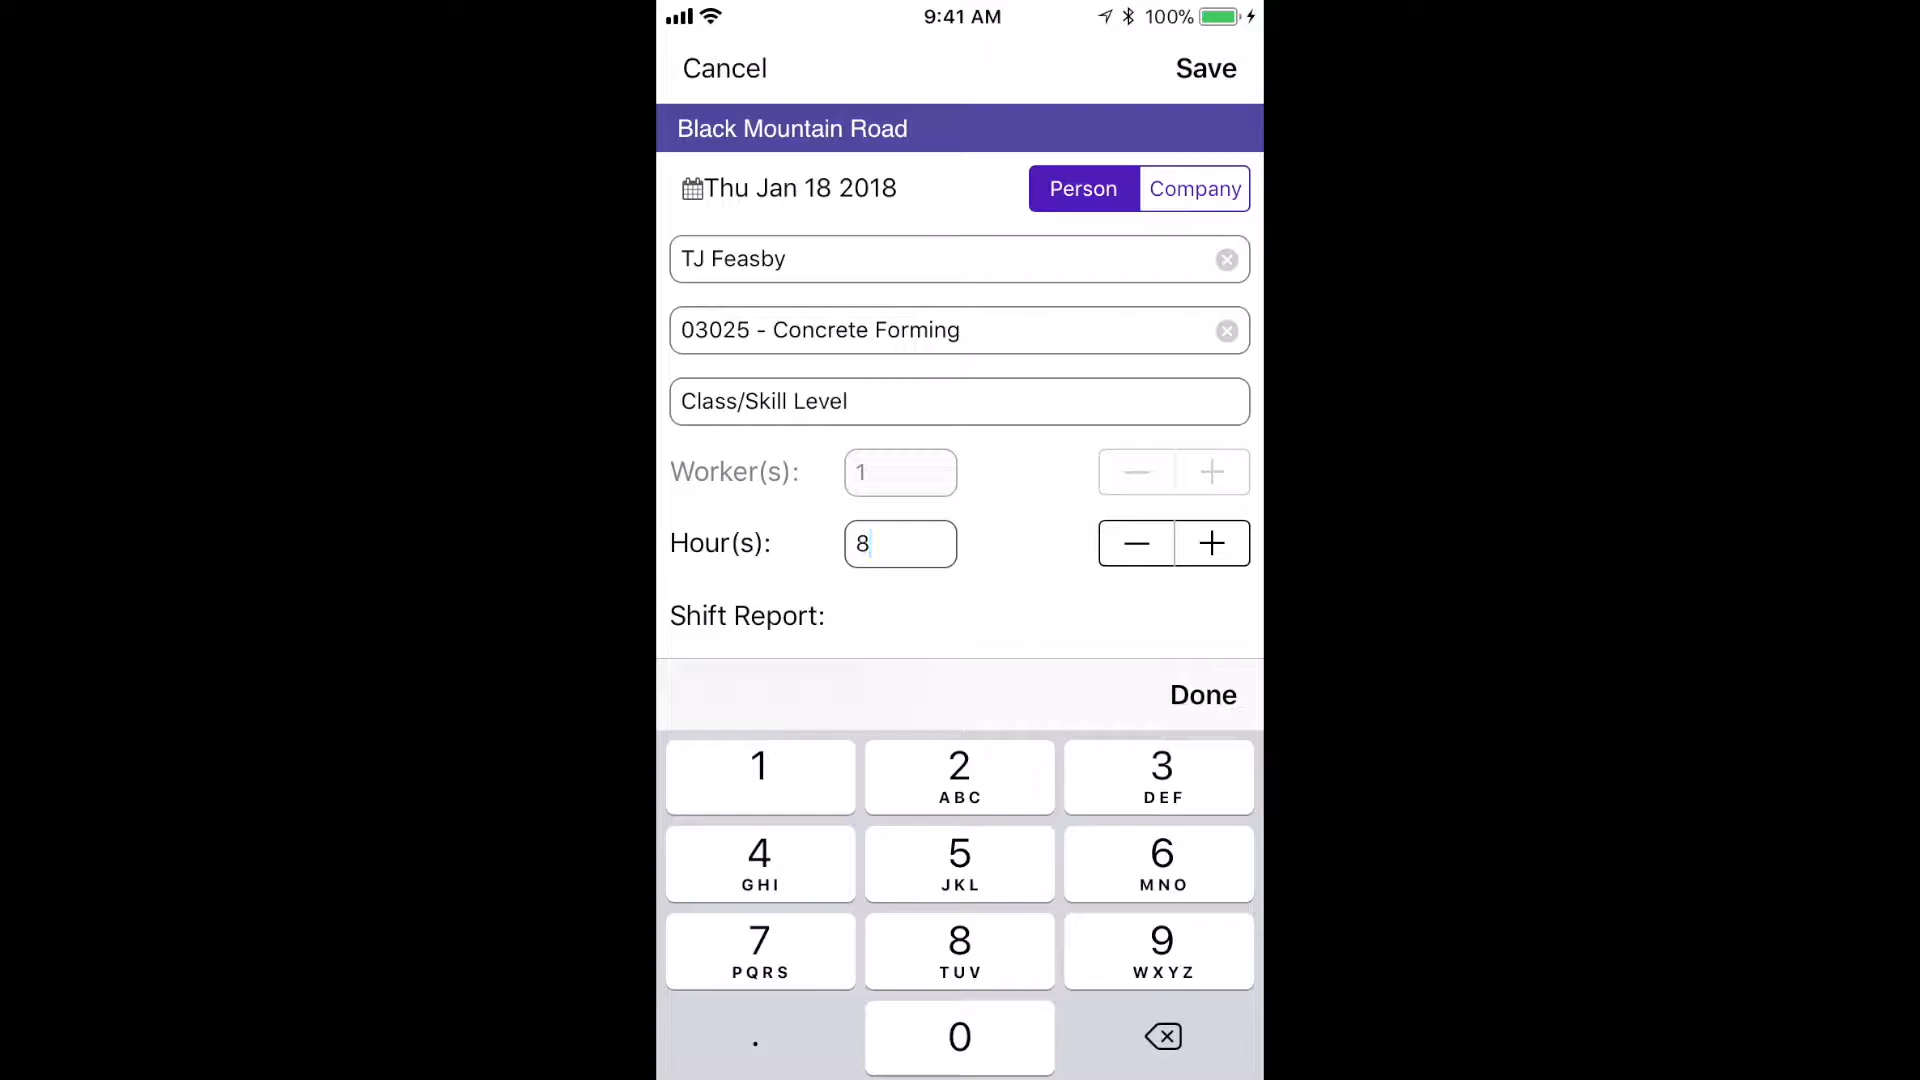 9:41 AM 100%
Cancel Save
Black Mountain Road
Thu Jan 18 2018 Person Company
TJ Feasby
03025 - Concrete Forming
Class/Skill Level
Worker(s): 1 — +
Hour(s): 8 — +
Shift Report:
Done
1 2 3
ABC DEF
4 5 6
GHI JKL MNO
7 8 9
PQRS TUV WXYZ
. 0